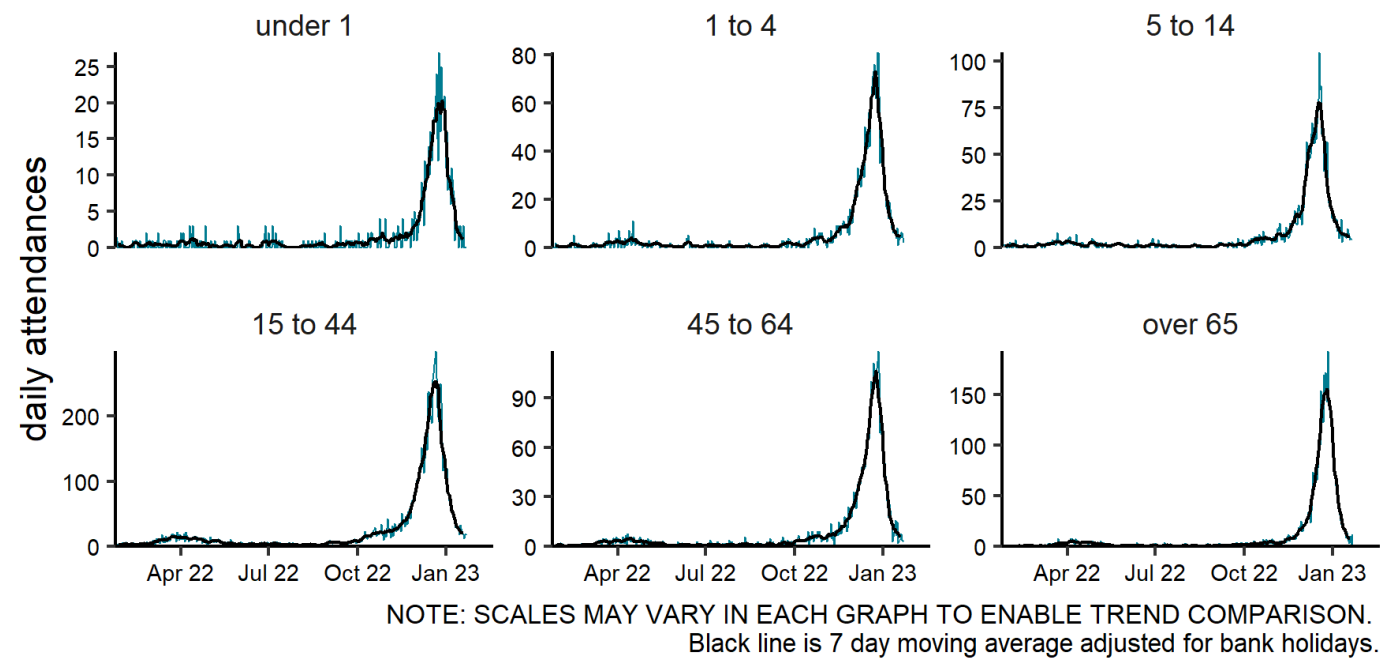 daily attendances
under 1
25
20
15
10
5
0
1 to 4
80
60
40
20
0
5 to 14
100
75
50
25
0
15 to 44
200
100
0
Apr 22 Jul 22 Oct 22 Jan 23
45 to 64
90
60
30
0
Apr 22 Jul 22 Oct 22 Jan 23
over 65
150
100
50
0
Apr 22 Jul 22 Oct 22 Jan 23
NOTE: SCALES MAY VARY IN EACH GRAPH TO ENABLE TREND COMPARISON.
Black line is 7 day moving average adjusted for bank holidays.